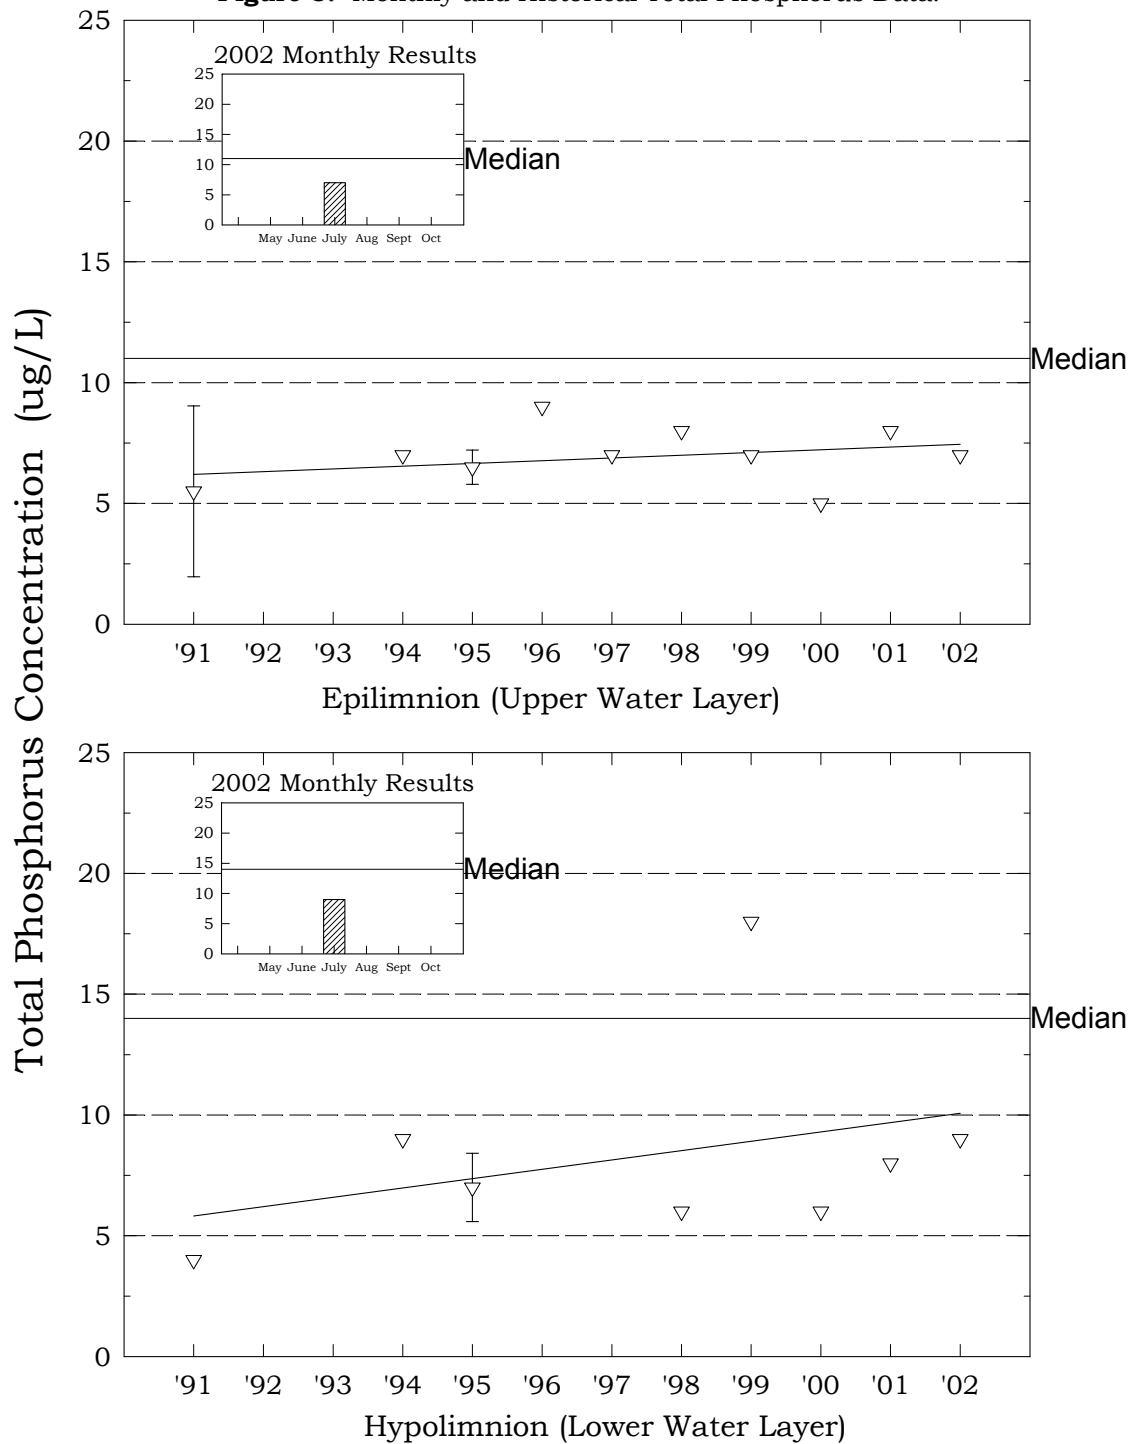 Figure 8. Monthly and Historical Total Phosphorus Data.
Total Phosphorus Concentration (ug/L)
25
20
15
10
5
0
2002 Monthly Results
25
20
15
10
5
0
Median
May June July Aug Sept Oct
Median
'91 '92 '93 '94 '95 '96 '97 '98 '99 '00 '01 '02
Epilimnion (Upper Water Layer)
25
20
15
10
5
0
2002 Monthly Results
25
20
15
10
5
0
Median
May June July Aug Sept Oct
Median
'91 '92 '93 '94 '95 '96 '97 '98 '99 '00 '01 '02
Hypolimnion (Lower Water Layer)